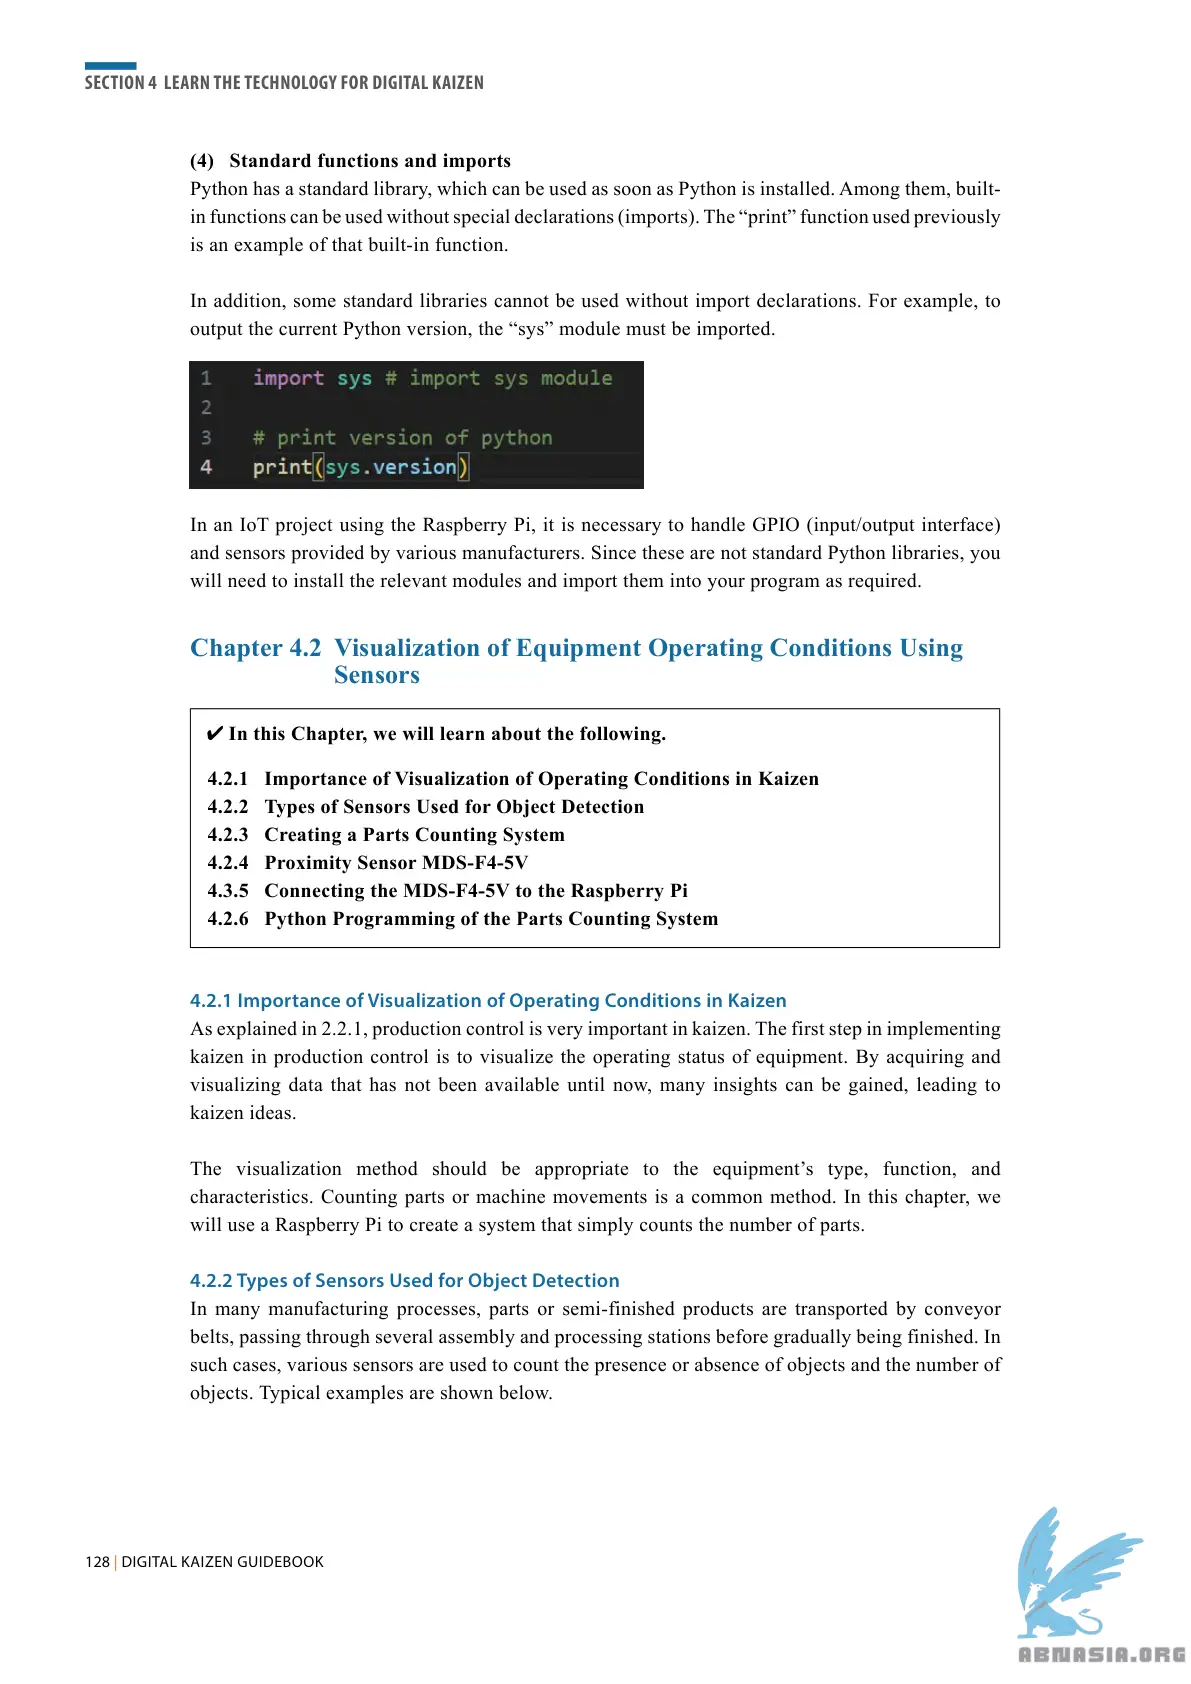 SECTION 4 LEARN THE TECHNOLOGY FOR DIGITAL KAIZEN
(4) Standard functions and imports
Python has a standard library, which can be used as soon as Python is installed. Among them, built-
in functions can be used without special declarations (imports). The “print” function used previously
is an example of that built-in function.
In addition, some standard libraries cannot be used without import declarations. For example, to
output the current Python version, the “sys” module must be imported.
1 import sys # import sys module
2
3 # print version of python
4 print(sys.version)
In an IoT project using the Raspberry Pi, it is necessary to handle GPIO (input/output interface)
and sensors provided by various manufacturers. Since these are not standard Python libraries, you
will need to install the relevant modules and import them into your program as required.
Chapter 4.2 Visualization of Equipment Operating Conditions Using
Sensors
✔ In this Chapter, we will learn about the following.
4.2.1 Importance of Visualization of Operating Conditions in Kaizen
4.2.2 Types of Sensors Used for Object Detection
4.2.3 Creating a Parts Counting System
4.2.4 Proximity Sensor MDS-F4-5V
4.3.5 Connecting the MDS-F4-5V to the Raspberry Pi
4.2.6 Python Programming of the Parts Counting System
4.2.1 Importance of Visualization of Operating Conditions in Kaizen
As explained in 2.2.1, production control is very important in kaizen. The first step in implementing
kaizen in production control is to visualize the operating status of equipment. By acquiring and
visualizing data that has not been available until now, many insights can be gained, leading to
kaizen ideas.
The visualization method should be appropriate to the equipment’s type, function, and
characteristics. Counting parts or machine movements is a common method. In this chapter, we
will use a Raspberry Pi to create a system that simply counts the number of parts.
4.2.2 Types of Sensors Used for Object Detection
In many manufacturing processes, parts or semi-finished products are transported by conveyor
belts, passing through several assembly and processing stations before gradually being finished. In
such cases, various sensors are used to count the presence or absence of objects and the number of
objects. Typical examples are shown below.
128 | DIGITAL KAIZEN GUIDEBOOK
ABNASIA.ORG